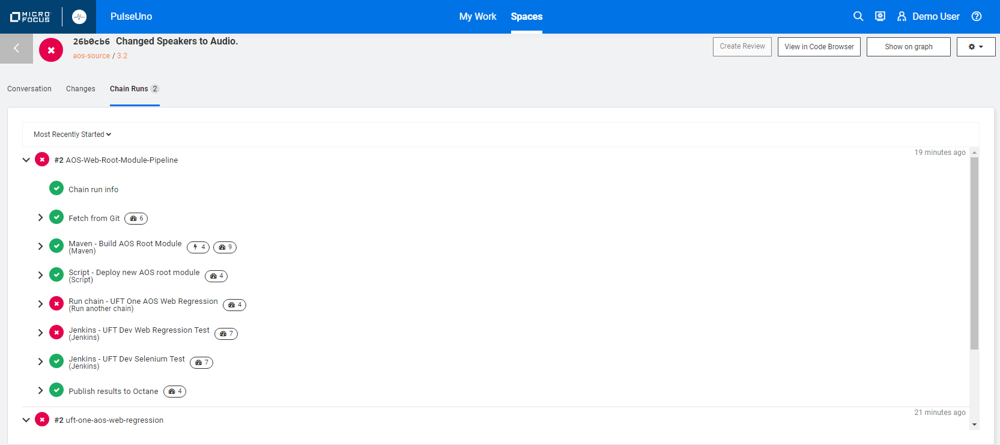 MICRO FOCUS PulseUno My Work Spaces Demo User
26b0cb6 Changed Speakers to Audio.
aos-source / 3.2
Create Review View in Code Browser Show on graph
Conversation Changes Chain Runs 2
Most Recently Started
#2 AOS-Web-Root-Module-Pipeline 19 minutes ago
Chain run info
Fetch from Git 6
Maven - Build AOS Root Module 4 9
(Maven)
Script - Deploy new AOS root module 4
(Script)
Run chain - UFT One AOS Web Regression 4
(Run another chain)
Jenkins - UFT Dev Web Regression Test 7
(Jenkins)
Jenkins - UFT Dev Selenium Test 7
(Jenkins)
Publish results to Octane 4
#2 uft-one-aos-web-regression 21 minutes ago